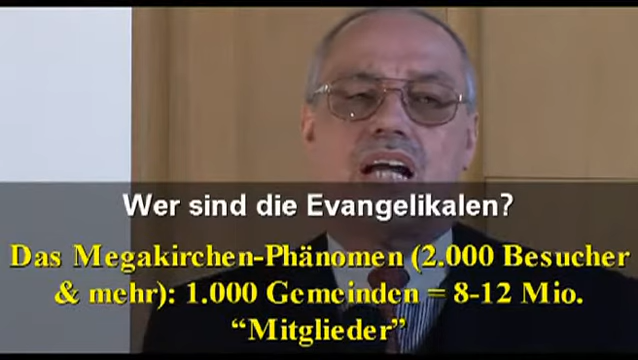 Wer sind die Evangelikalen?
Das Megakirchen-Phänomen (2.000 Besucher
& mehr): 1.000 Gemeinden = 8-12 Mio.
“Mitglieder”